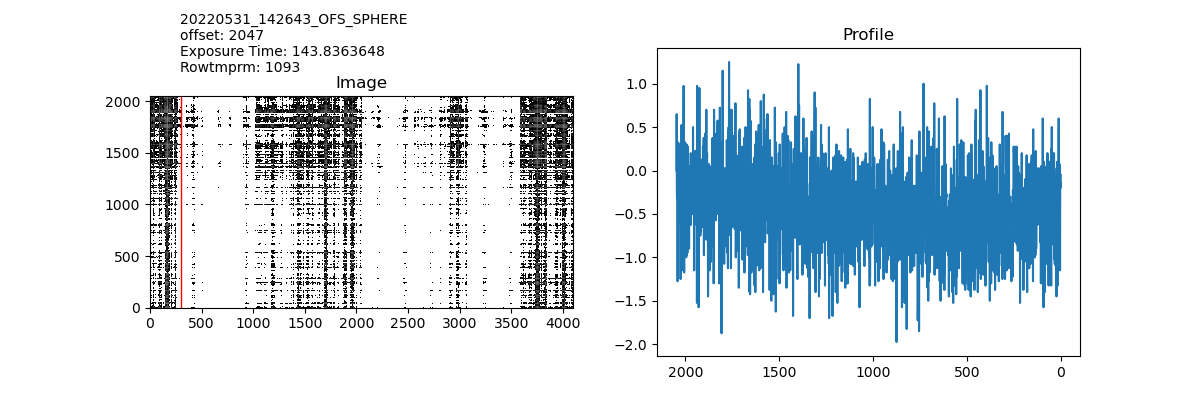 20220531_142643_OFS_SPHERE
offset: 2047
Exposure Time: 143.8363648
Rowtmprm: 1093
Image
2000
1500
1000
500
0
0 500 1000 1500 2000 2500 3000 3500 4000
Profile
1.0
0.5
0.0
−0.5
−1.0
−1.5
−2.0
2000 1500 1000 500 0